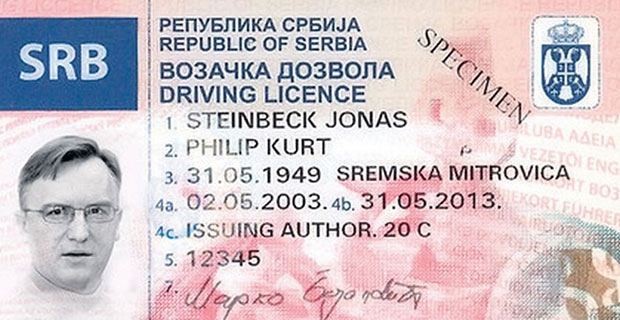 SRB
РЕПУБЛИКА СРБИЈА
REPUBLIC OF SERBIA
ВОЗАЧКА ДОЗВОЛА
DRIVING LICENCE
SPECIMEN
1. STEINBECK JONAS
2. PHILIP KURT
3. 31.05.1949 SREMSKA MITROVICA
4a. 02.05.2003. 4b. 31.05.2013.
4c. ISSUING AUTHOR. 20 C
5. 12345
7. Марко